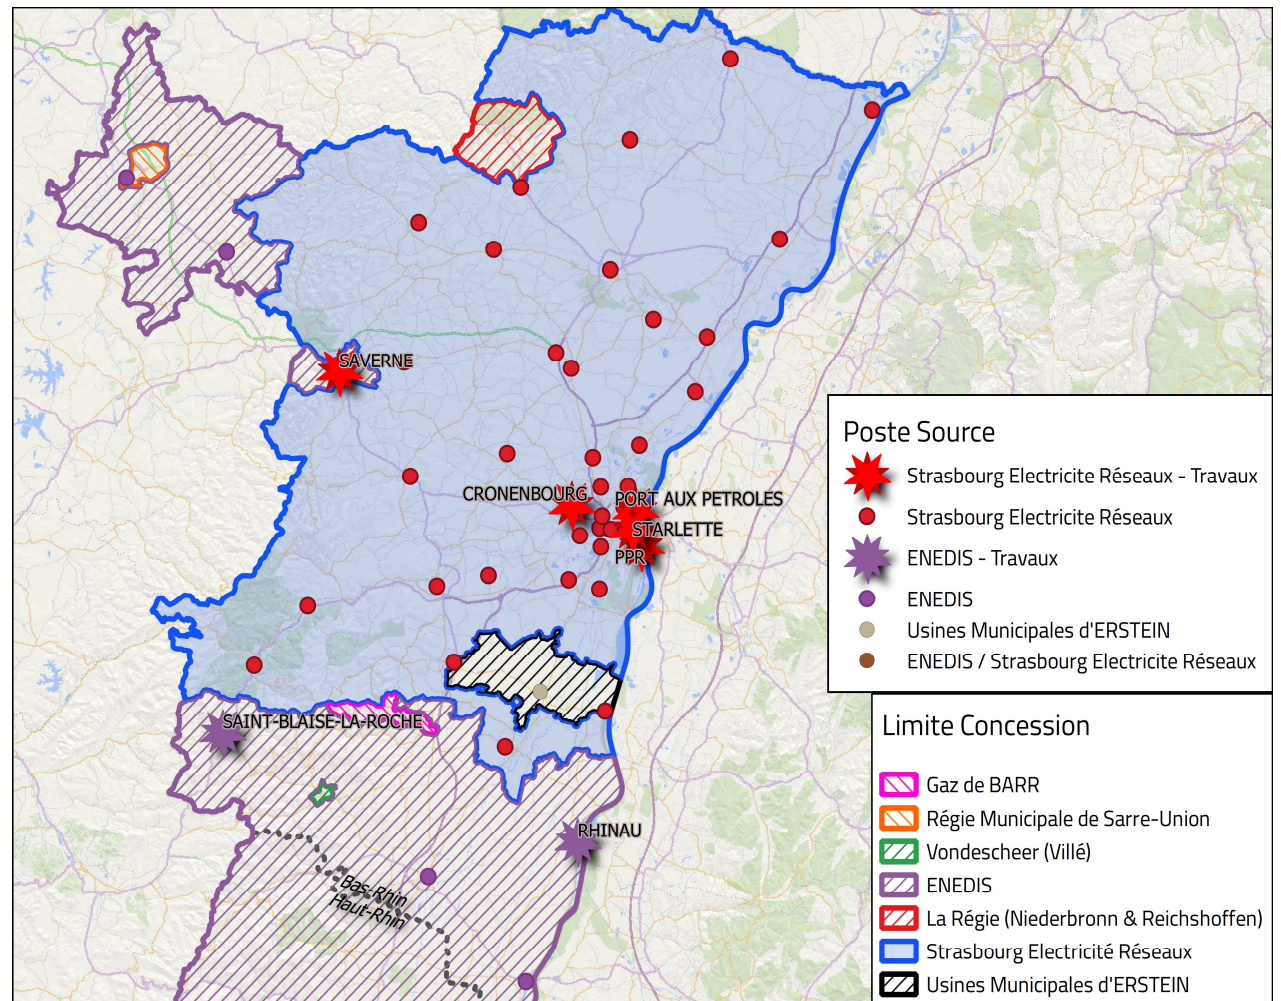 SAVERNE
CRONENBOURG
PORT AUX PETROLES
STARLETTE
PPR
SAINT-BLAISE-LA-ROCHE
RHINAU
Bas-Rhin
Haut-Rhin
Poste Source
Strasbourg Electricite Réseaux - Travaux
Strasbourg Electricite Réseaux
ENEDIS - Travaux
ENEDIS
Usines Municipales d'ERSTEIN
ENEDIS / Strasbourg Electricite Réseaux
Limite Concession
Gaz de BARR
Régie Municipale de Sarre-Union
Vondescheer (Villé)
ENEDIS
La Régie (Niederbronn & Reichshoffen)
Strasbourg Electricité Réseaux
Usines Municipales d'ERSTEIN